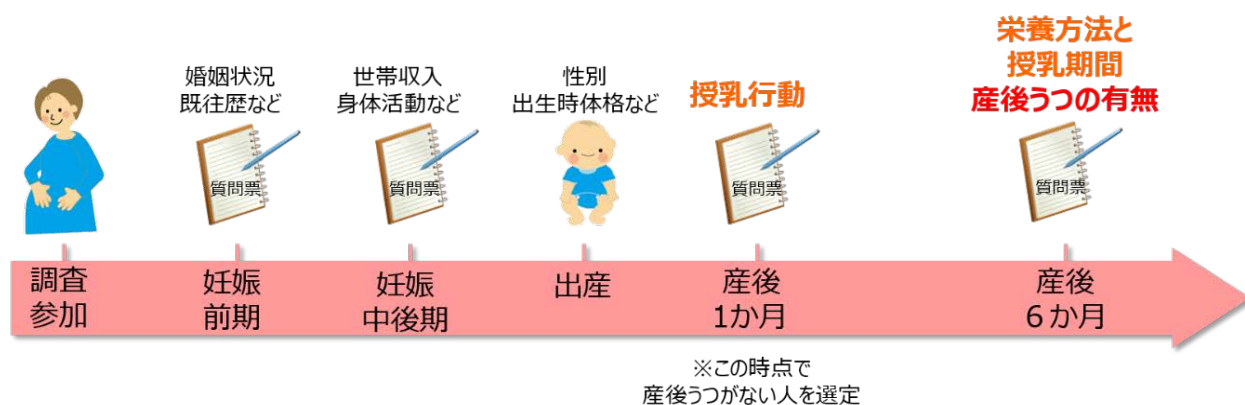 婚姻状況
既往歴など
質問票
世帯収入
身体活動など
質問票
性別
出生時体格など
授乳行動
質問票
栄養方法と
授乳期間
産後うつの有無
質問票
調査
参加
妊娠
前期
妊娠
中後期
出産
産後
1か月
産後
６か月
※この時点で
産後うつがない人を選定